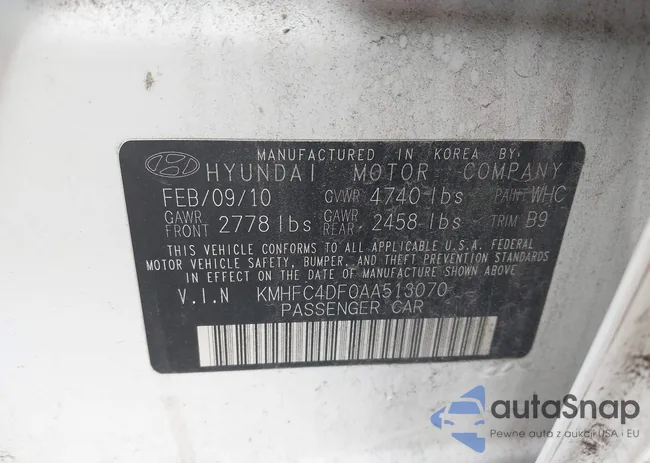 MANUFACTURED IN KOREA BY:
HYUNDAI MOTOR COMPANY
FEB/09/10 GVWR 4740 lbs PAINT WHC
GAWR FRONT 2778 lbs GAWR REAR 2458 lbs TRIM B9
THIS VEHICLE CONFORMS TO ALL APPLICABLE U.S.A. FEDERAL
MOTOR VEHICLE SAFETY, BUMPER, AND THEFT PREVENTION STANDARDS
IN EFFECT ON THE DATE OF MANUFACTURE SHOWN ABOVE.
V.I.N KMHFC4DF0AA513070
PASSENGER CAR
autoSnap
Pewne auto z aukcji USA i EU